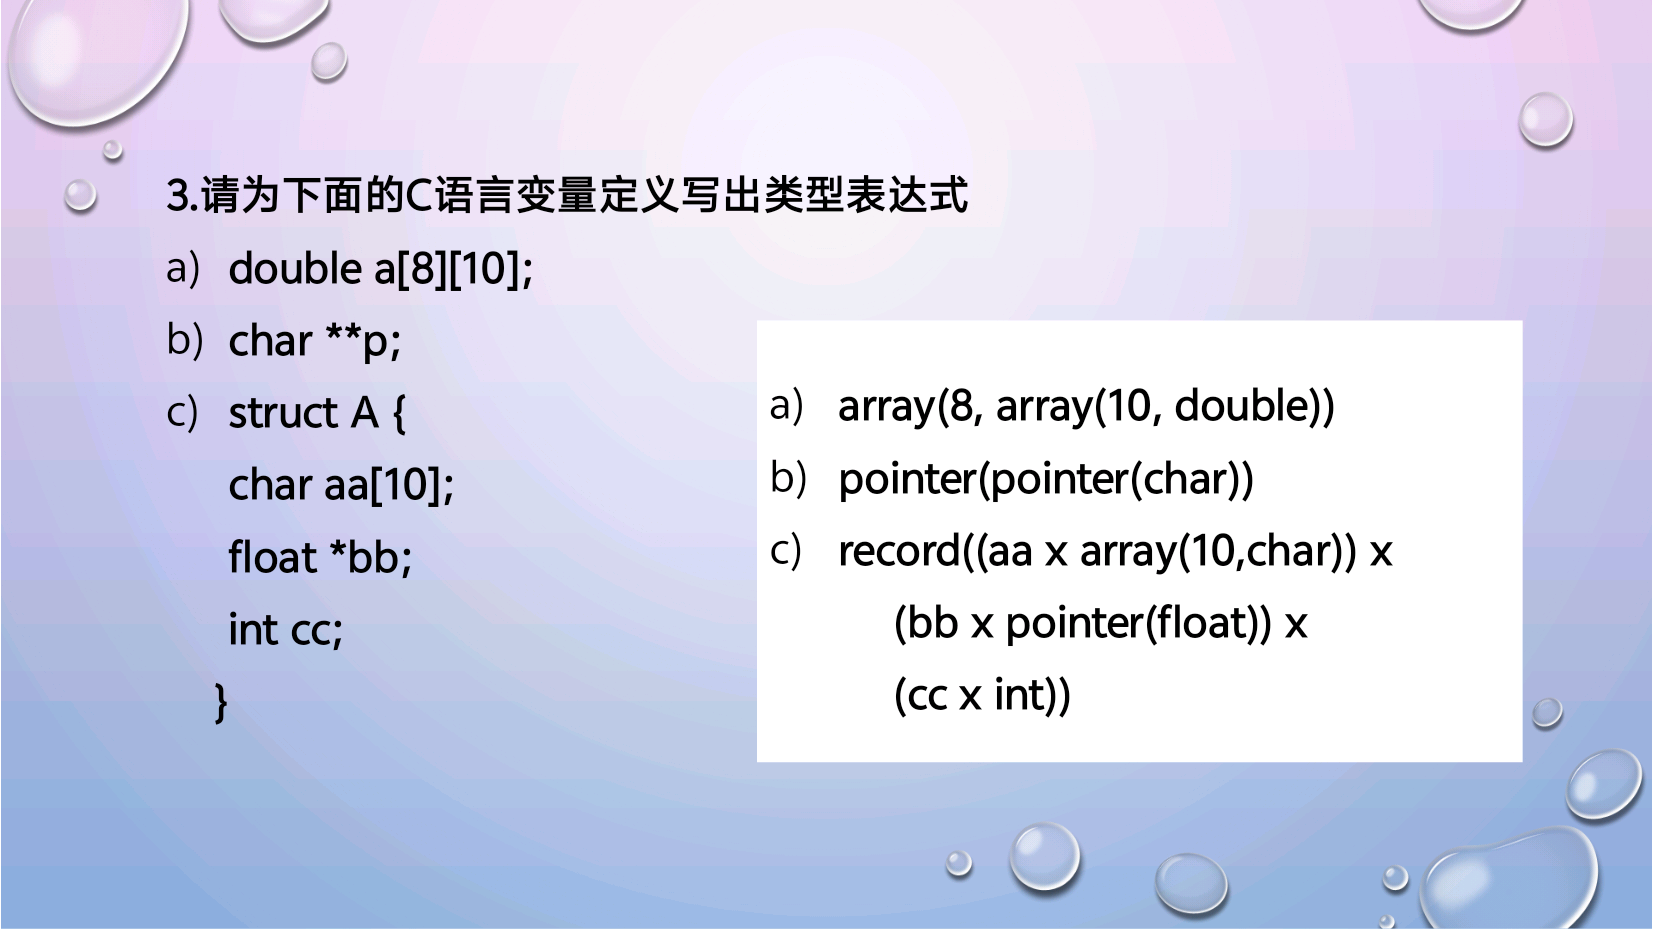 3.请为下面的C语言变量定义写出类型表达式
a) double a[8][10];
b) char **p;
c) struct A {
char aa[10];
float *bb;
int cc;
}
a) array(8, array(10, double))
b) pointer(pointer(char))
c) record((aa x array(10,char)) x
(bb x pointer(float)) x
(cc x int))